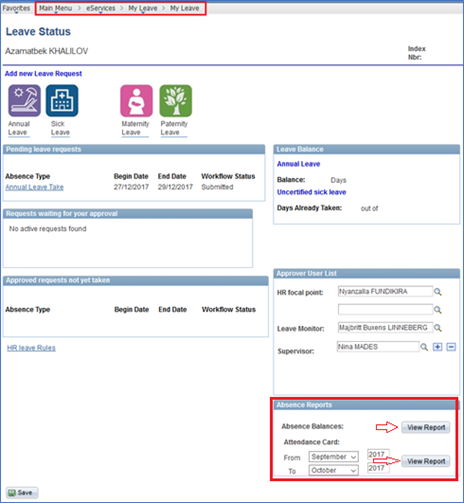 Favorites Main Menu > eServices > My Leave > My Leave
Leave Status
Azamatbek KHALILOV
Index
Nbr:
Add new Leave Request
Annual Leave
Sick Leave
Maternity Leave
Paternity Leave
Pending leave requests
Absence Type Begin Date End Date Workflow Status
Annual Leave Take 27/12/2017 29/12/2017 Submitted
Leave Balance
Annual Leave
Balance: Days
Uncertified sick leave
Days Already Taken: out of
Requests waiting for your approval
No active requests found
Approved requests not yet taken
Absence Type Begin Date End Date Workflow Status
HR leave Rules
Approver User List
HR focal point: Nyanzalla FUNDIKIRA
Leave Monitor: Majbritt Buxens LINNEBERG
Supervisor: Nina MADES
Absence Reports
Absence Balances: View Report
Attendance Card:
From September 2017 View Report
To October 2017
Save